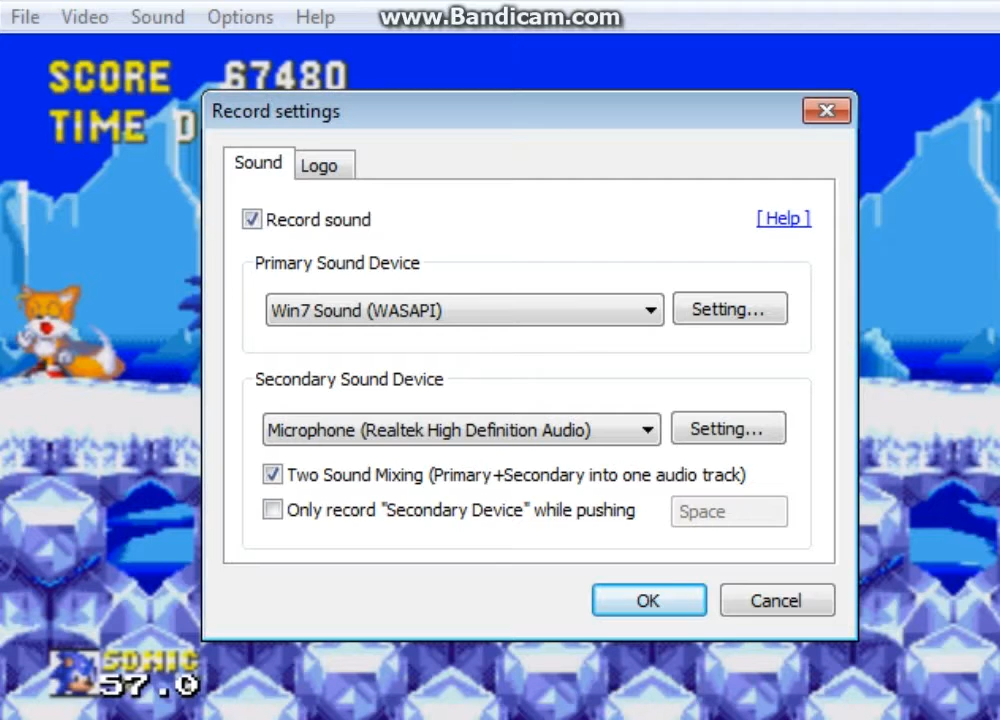 File Video Sound Options Help www.Bandicam.com
SCORE 67480
TIME
Record settings
Sound Logo
Record sound [ Help ]
Primary Sound Device
Win7 Sound (WASAPI) Setting...
Secondary Sound Device
Microphone (Realtek High Definition Audio) Setting...
Two Sound Mixing (Primary+Secondary into one audio track)
Only record "Secondary Device" while pushing Space
OK Cancel
SONIC
57.0